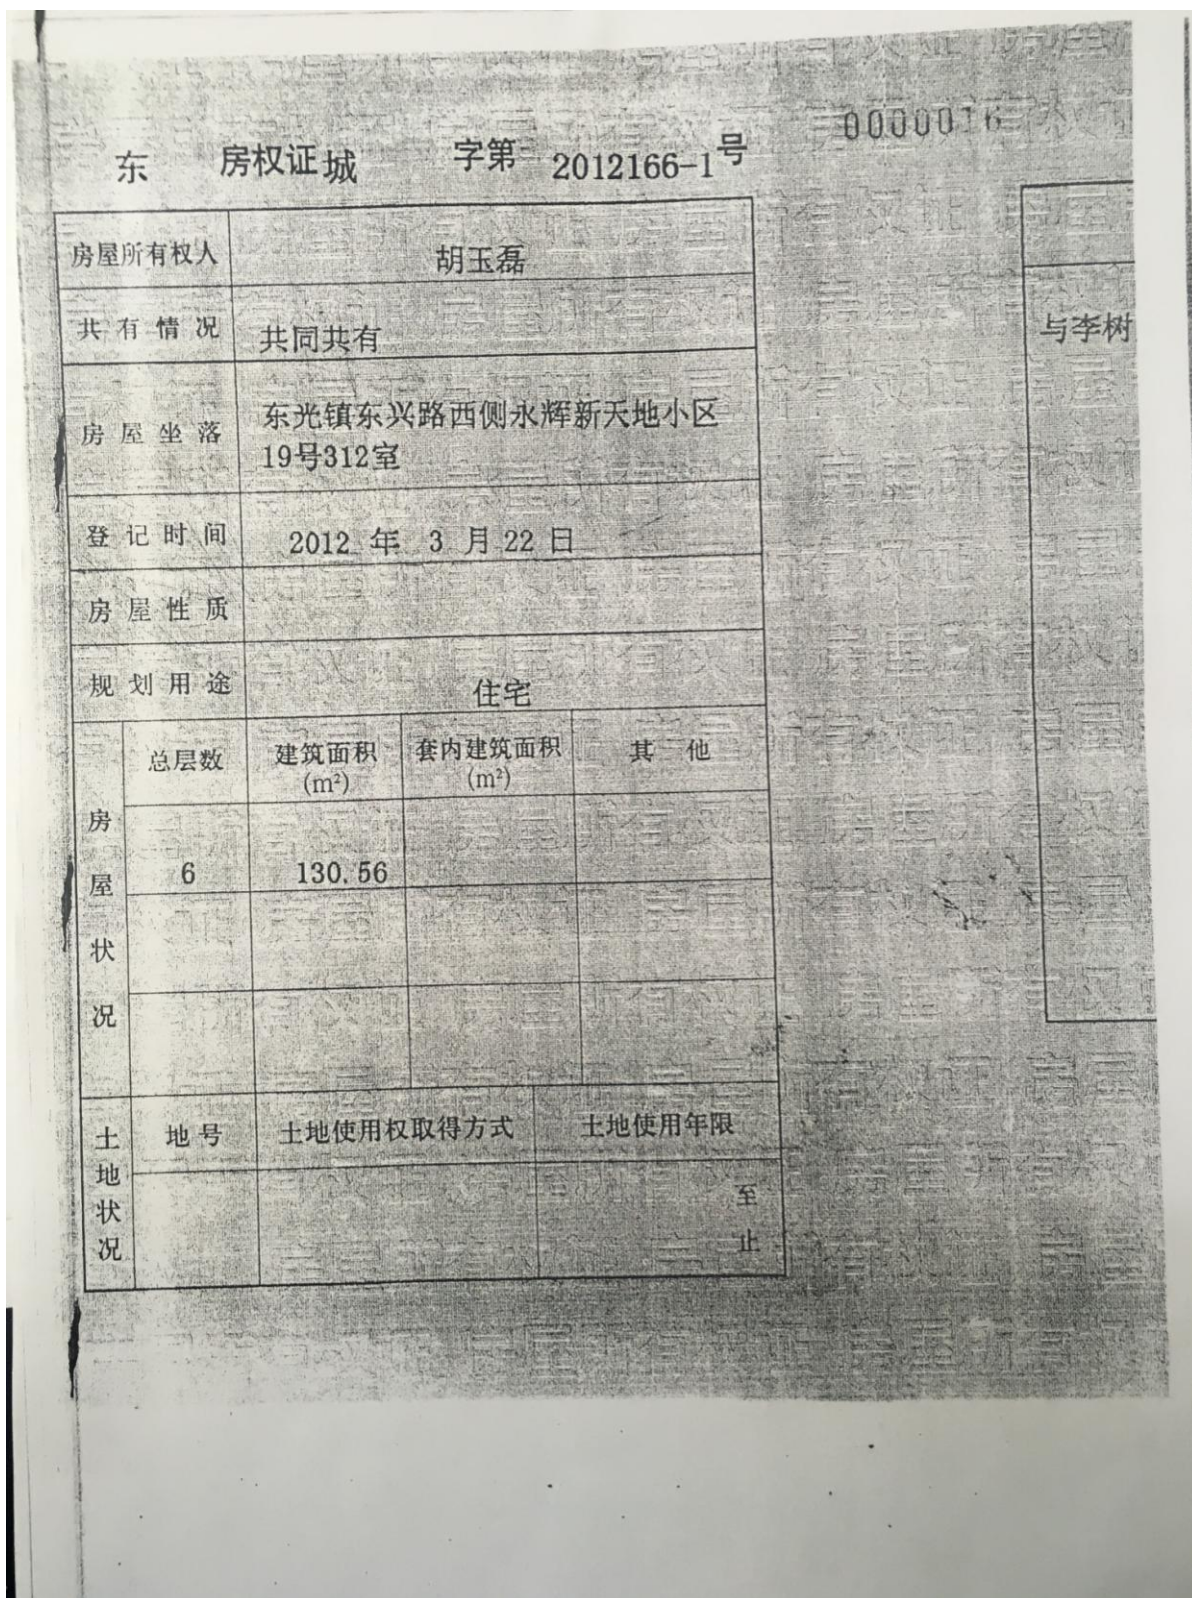 0000016
东 房权证 城 字第 2012166-1 号
房屋所有权人 胡玉磊
共有情况 共同共有
房屋坐落 东光镇东兴路西侧永辉新天地小区
19号312室
登记时间 2012 年 3 月 22 日
房屋性质
规划用途 住宅
房屋状况
总层数 建筑面积 套内建筑面积 其 他
(m²) (m²)
6 130.56
土地状况
地号 土地使用权取得方式 土地使用年限
至
止
与李树